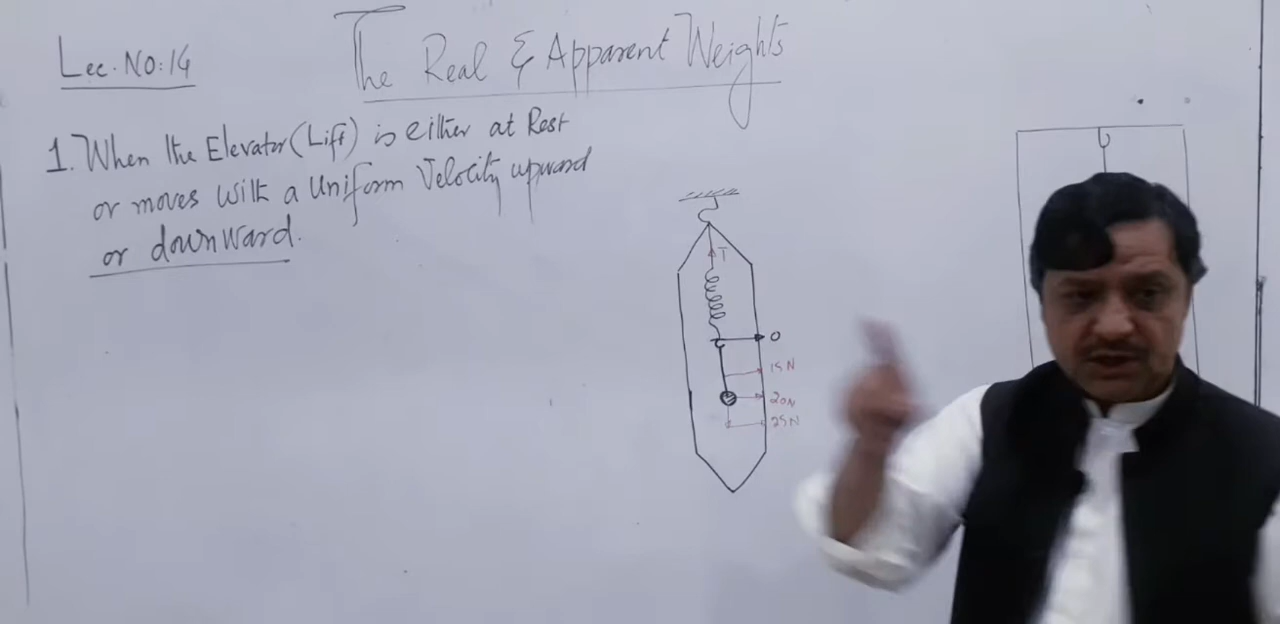 Lec. No: 14
The Real & Apparent Weights
1. When the Elevator (Lift) is either at Rest
or moves with a Uniform Velocity upward
or downward.
T
0
15 N
20N
25N